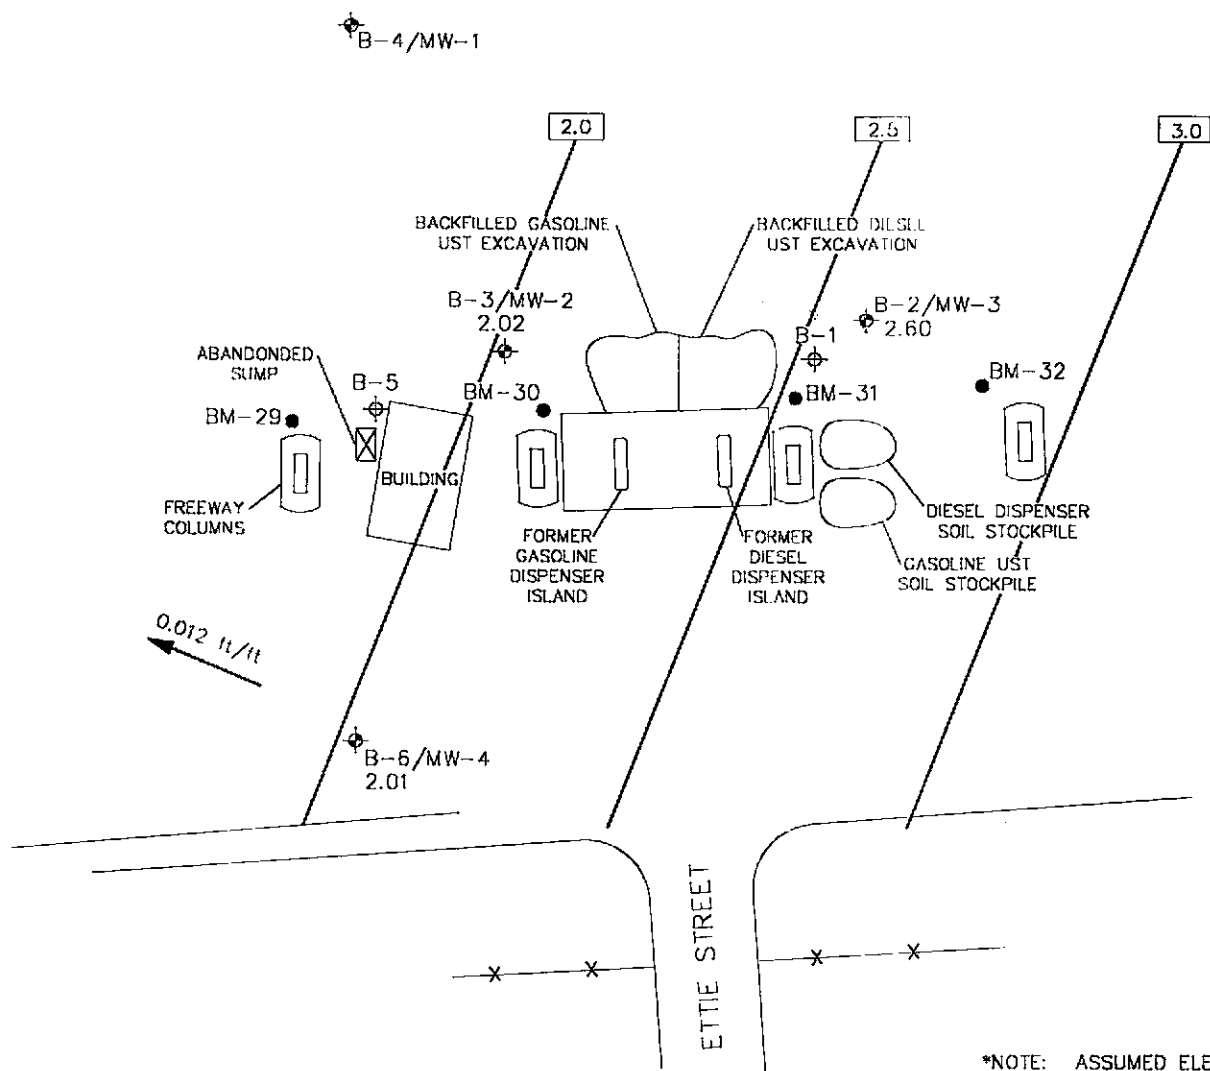 B-4/MW-1
2.0
2.5
3.0
BACKFILLED GASOLINE
UST EXCAVATION
BACKFILLED DIESEL
UST EXCAVATION
B-3/MW-2
2.02
B-2/MW-3
2.60
B-1
ABANDONDED
SUMP
B-5
BM-30
BM-31
BM-32
BM-29
BUILDING
FREEWAY
COLUMNS
FORMER
GASOLINE
DISPENSER
ISLAND
FORMER
DIESEL
DISPENSER
ISLAND
DIESEL DISPENSER
SOIL STOCKPILE
GASOLINE UST
SOIL STOCKPILE
0.012 ft/ft
B-6/MW-4
2.01
ETTIE STREET
*NOTE: ASSUMED ELE